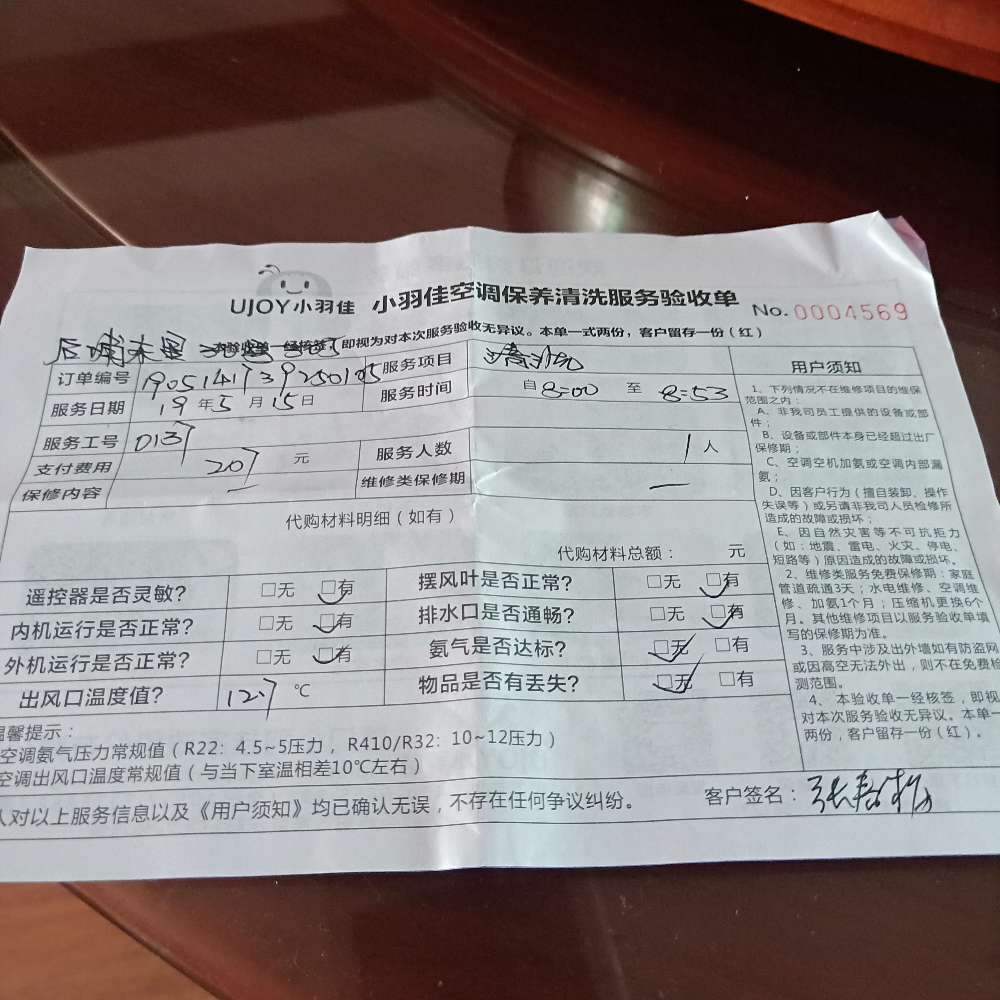 UJOY小羽佳 小羽佳空调保养清洗服务验收单 No. 0004569
即视为对本次服务验收无异议。本单一式两份，客户留存一份（红）
订单编号 服务项目 清洗
服务日期 19 年 5 月 15 日 服务时间 自 8:00 至 8:53
服务工号 0137
支付费用 207 元 服务人数 1 人
保修内容 — 维修类保修期 —
代购材料明细（如有）
代购材料总额： 元
遥控器是否灵敏？ □无 □有 摆风叶是否正常？ □无 □有
内机运行是否正常？ □无 □有 排水口是否通畅？ □无 □有
外机运行是否正常？ □无 □有 氨气是否达标？ □无 □有
出风口温度值？ 12.7 ℃ 物品是否有丢失？ □无 □有
温馨提示：
空调氨气压力常规值（R22：4.5~5压力，R410/R32：10~12压力）
空调出风口温度常规值（与当下室温相差10℃左右）
人对以上服务信息以及《用户须知》均已确认无误，不存在任何争议纠纷。 客户签名：
用户须知
1、下列情况不在维修项目的维保
范围之内：
A、非我司员工提供的设备或部
件；
B、设备或部件本身已经超过出厂
保修期；
C、空调空机加氨或空调内部漏
氨；
D、因客户行为（擅自装卸、操作
失误等）或另请非我司人员检修所
造成的故障或损坏；
E、因自然灾害等不可抗拒力
（如：地震、雷电、火灾、停电、
短路等）原因造成的故障或损坏。
2、维修类服务免费保修期：家庭
管道疏通3天；水电维修、空调维
修、加氨1个月；压缩机更换6个
月。其他维修项目以服务验收单填
写的保修期为准。
3、服务中涉及出外墙如有防盗网
或因高空无法外出，则不在免费检
测范围。
4、本验收单一经核签，即视
对本次服务验收无异议。本单一
两份，客户留存一份（红）。